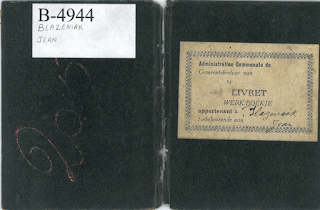 B-4944
BLAZENIAK
JEAN
Administration Communale de
Gemeentebestuur van
LIVRET
WERKBOEKJE
appartenant à Blazeniak
toebehoorende aan Jean